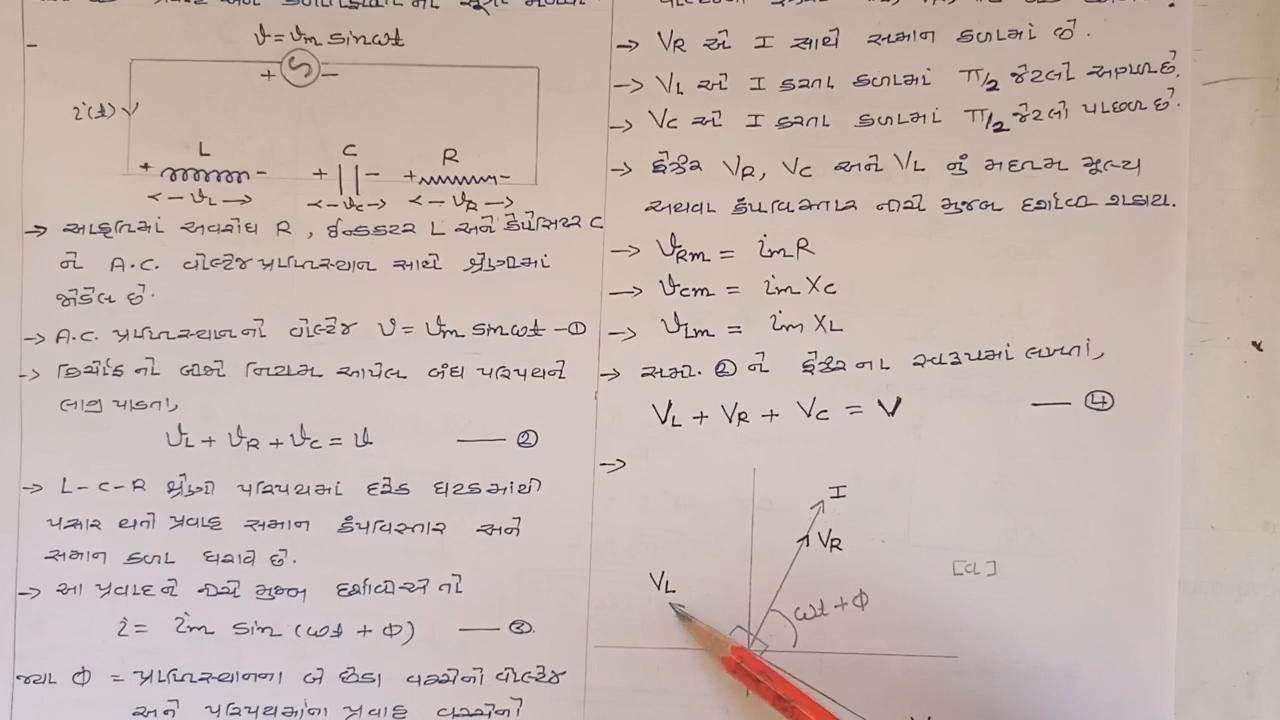 v = vm sinωt
+ –
i(t)
L
+ –
← – vL – →
C
+ –
← – vc – →
R
+ –
← – vR – →
→ આકૃતિમાં અવરોધ R , ઈન્ડક્ટર L અને કેપેસિટર C
ને A.C. વોલ્ટેજ પ્રાપ્તિસ્થાન સાથે શ્રેણીમાં
જોડેલ છે.
→ A.C. પ્રાપ્તિસ્થાનનો વોલ્ટેજ v = vm sinωt – ①
→ કિર્ચોફ નો બીજો નિયમ આપેલ બંધ પરિપથને
લાગુ પાડતા,
vL + vR + vc = v —— ②
→ L-C-R શ્રેણી પરિપથમાં દરેક ઘટકમાંથી
પસાર થતો પ્રવાહ સમાન કંપવિસ્તાર અને
સમાન કળા ધરાવે છે.
→ આ પ્રવાહને નીચે મુજબ દર્શાવીએ તો
i = im sin (ωt + φ) —— ③.
જ્યાં φ = પ્રાપ્તિસ્થાનના બે છેડા વચ્ચેનો વોલ્ટેજ
અને પરિપથમાંના પ્રવાહ વચ્ચેનો
→ VR એ I સાથે સમાન કળામાં છે.
→ VL એ I કરતા કળામાં π/2 જેટલો આગળ છે.
→ VC એ I કરતા કળામાં π/2 જેટલો પાછળ છે.
→ ફેઝર VR, VC અને VL નું મહત્તમ મૂલ્ય
અથવા કંપવિસ્તાર નીચે મુજબ દર્શાવી શકાય.
→ vRm = imR
→ vcm = im XC
→ vLm = im XL
→ સમી. ② ને ફેઝરના સ્વરૂપમાં લખતાં,
VL + VR + VC = V —— ④
→
I
VR
VL
ωt + φ
[a]